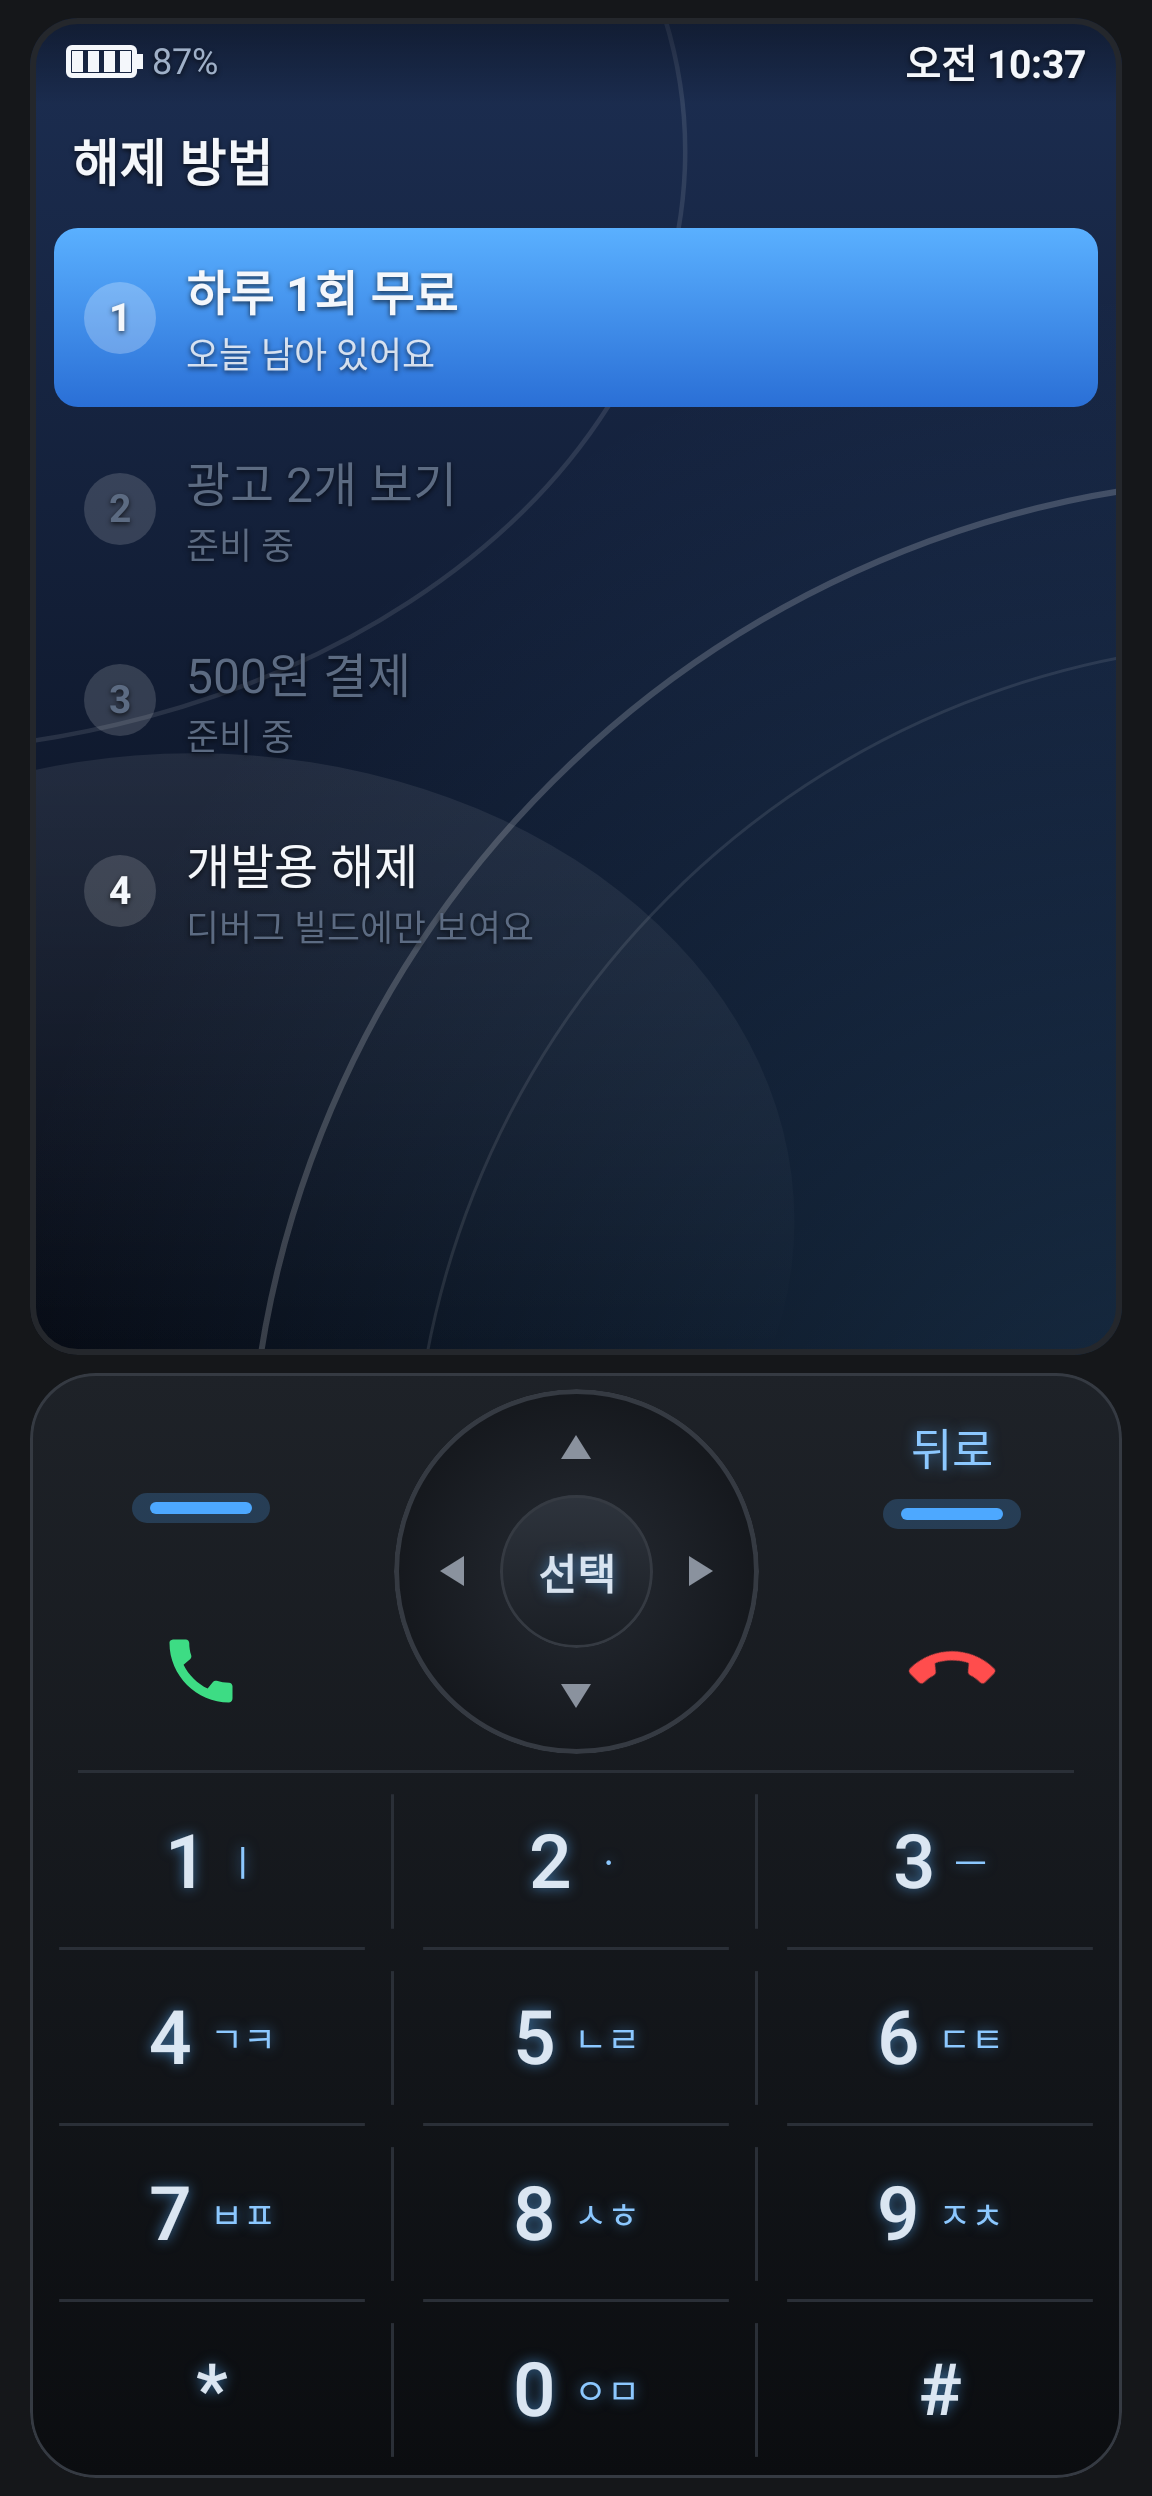 87%
오전 10:37
해제 방법
1
하루 1회 무료
오늘 남아 있어요
2
광고 2개 보기
준비 중
3
500원 결제
준비 중
4
개발용 해제
디버그 빌드에만 보여요
뒤로
선택
1 ㅣ
2 ·
3 ㅡ
4 ㄱㅋ
5 ㄴㄹ
6 ㄷㅌ
7 ㅂㅍ
8 ㅅㅎ
9 ㅈㅊ
*
0 ㅇㅁ
#